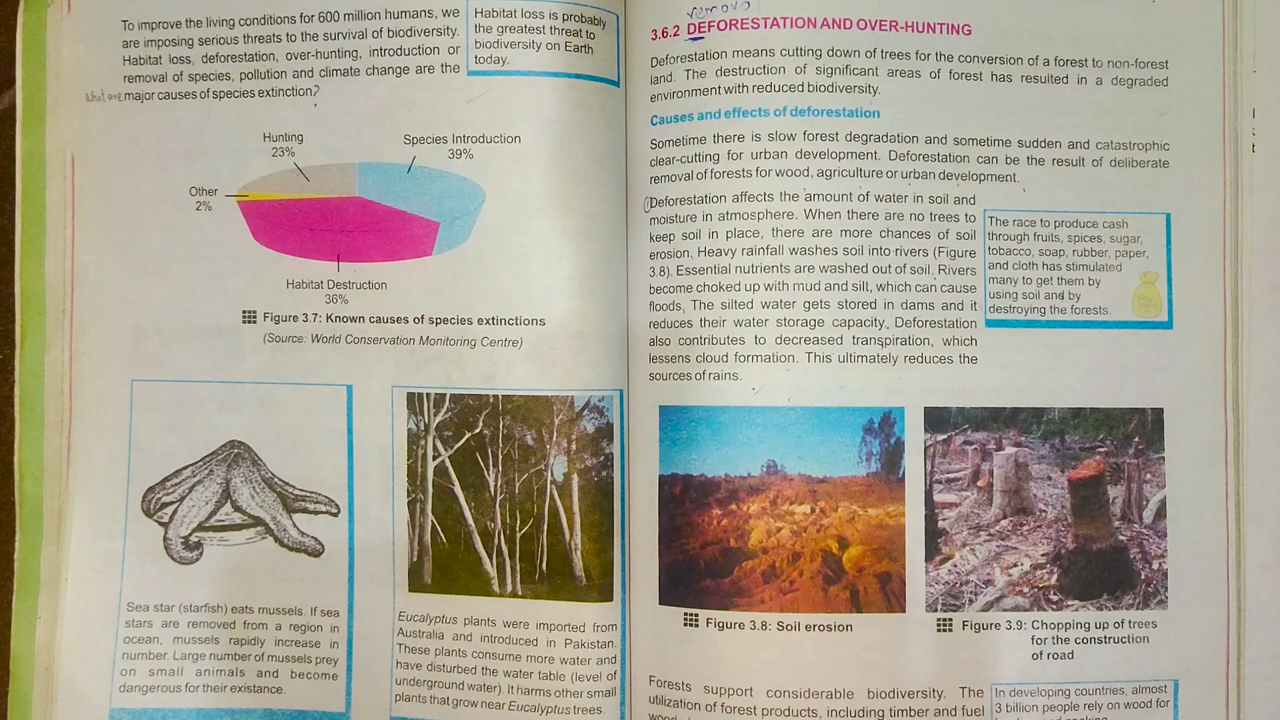 To improve the living conditions for 600 million humans, we
are imposing serious threats to the survival of biodiversity.
Habitat loss, deforestation, over-hunting, introduction or
removal of species, pollution and climate change are the
What are major causes of species extinction?
Habitat loss is probably
the greatest threat to
biodiversity on Earth
today.
Hunting
23%
Species Introduction
39%
Other
2%
Habitat Destruction
36%
Figure 3.7: Known causes of species extinctions
(Source: World Conservation Monitoring Centre)
Sea star (starfish) eats mussels. If sea
stars are removed from a region in
ocean, mussels rapidly increase in
number. Large number of mussels prey
on small animals and become
dangerous for their existance.
Eucalyptus plants were imported from
Australia and introduced in Pakistan.
These plants consume more water and
have disturbed the water table (level of
underground water). It harms other small
plants that grow near Eucalyptus trees.
remove
3.6.2 DEFORESTATION AND OVER-HUNTING
Deforestation means cutting down of trees for the conversion of a forest to non-forest
land. The destruction of significant areas of forest has resulted in a degraded
environment with reduced biodiversity.
Causes and effects of deforestation
Sometime there is slow forest degradation and sometime sudden and catastrophic
clear-cutting for urban development. Deforestation can be the result of deliberate
removal of forests for wood, agriculture or urban development.
Deforestation affects the amount of water in soil and
moisture in atmosphere. When there are no trees to
keep soil in place, there are more chances of soil
erosion. Heavy rainfall washes soil into rivers (Figure
3.8). Essential nutrients are washed out of soil. Rivers
become choked up with mud and silt, which can cause
floods. The silted water gets stored in dams and it
reduces their water storage capacity. Deforestation
also contributes to decreased transpiration, which
lessens cloud formation. This ultimately reduces the
sources of rains.
The race to produce cash
through fruits, spices, sugar,
tobacco, soap, rubber, paper,
and cloth has stimulated
many to get them by
using soil and by
destroying the forests.
Figure 3.8: Soil erosion
Figure 3.9: Chopping up of trees
for the construction
of road
Forests support considerable biodiversity. The
utilization of forest products, including timber and fuel
In developing countries, almost
3 billion people rely on wood for